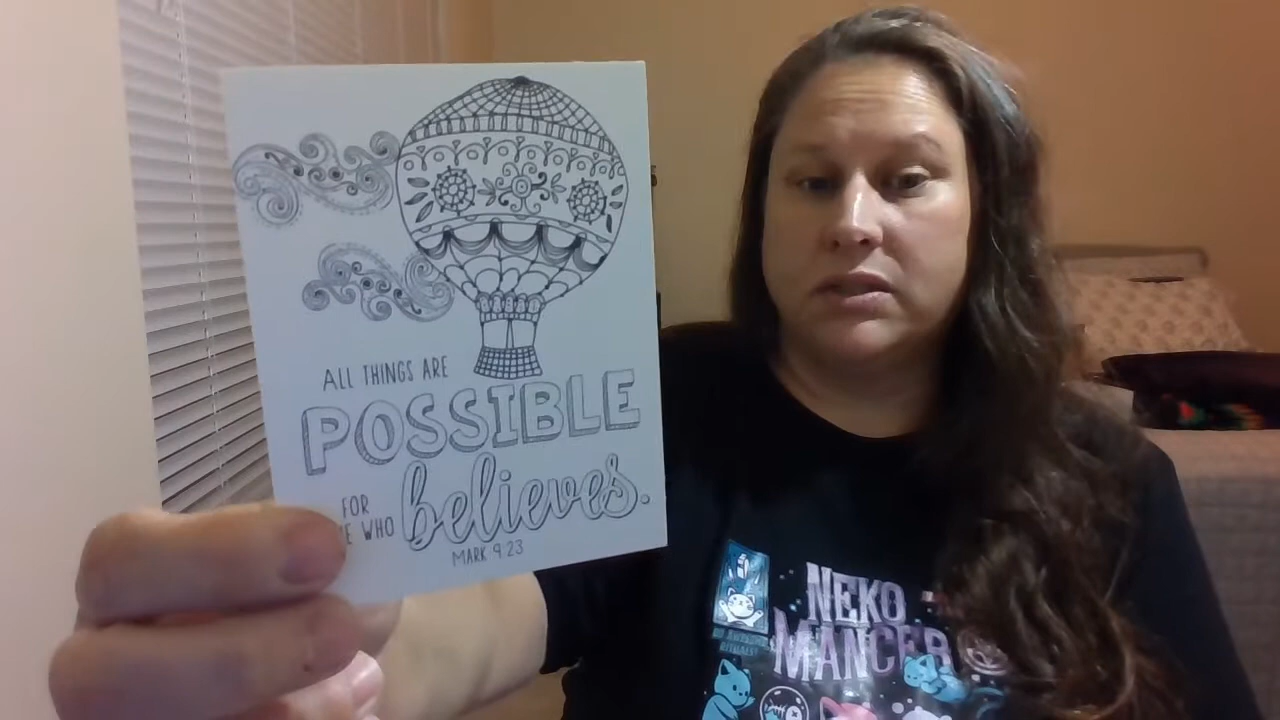 ALL THINGS ARE
POSSIBLE
FOR
WHO
believes.
MARK 9:23
NEKO
MANCER